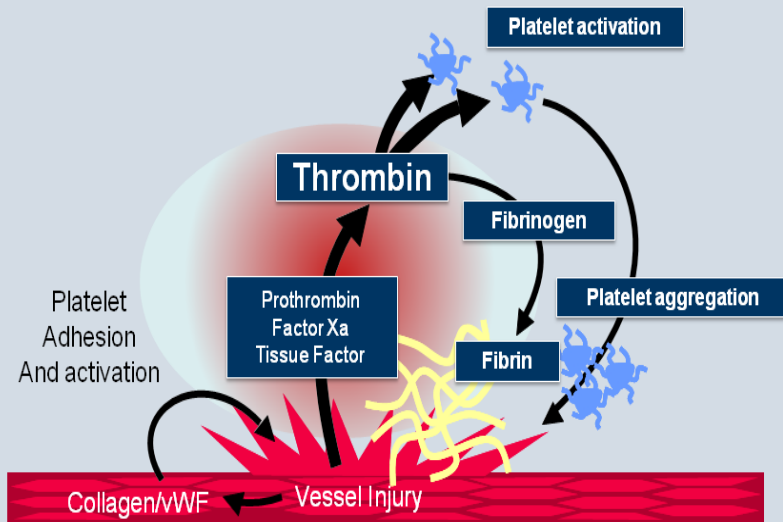 Platelet activation
Thrombin
Fibrinogen
Prothrombin
Factor Xa
Tissue Factor
Platelet aggregation
Platelet
Adhesion
And activation
Fibrin
Collagen/vWF
Vessel Injury